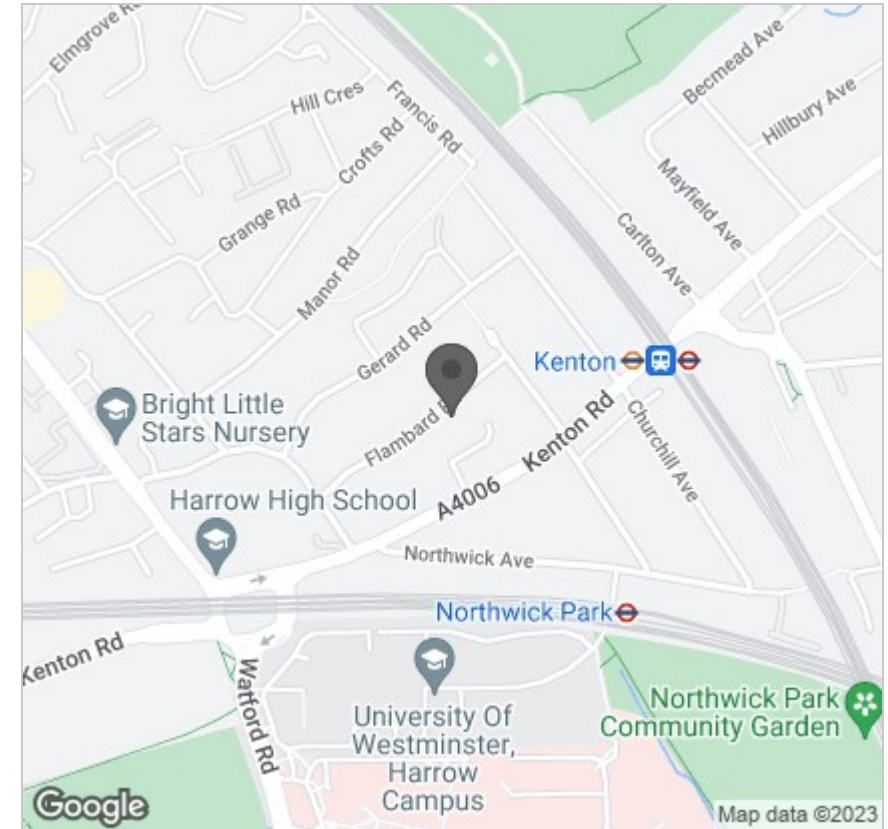 Elmgrove Rd
Becmead Ave
Hill Cres
Francis Rd
Hillbury Ave
Crofts Rd
Mayfield Ave
Grange Rd
Carlton Ave
Manor Rd
Gerard Rd
Kenton
Bright Little
Stars Nursery
Flambard
Kenton Rd
Churchill Ave
Harrow High School
A4006
Northwick Ave
Northwick Park
Kenton Rd
Watford Rd
University Of
Westminster,
Harrow
Campus
Northwick Park
Community Garden
Google
Map data ©2023